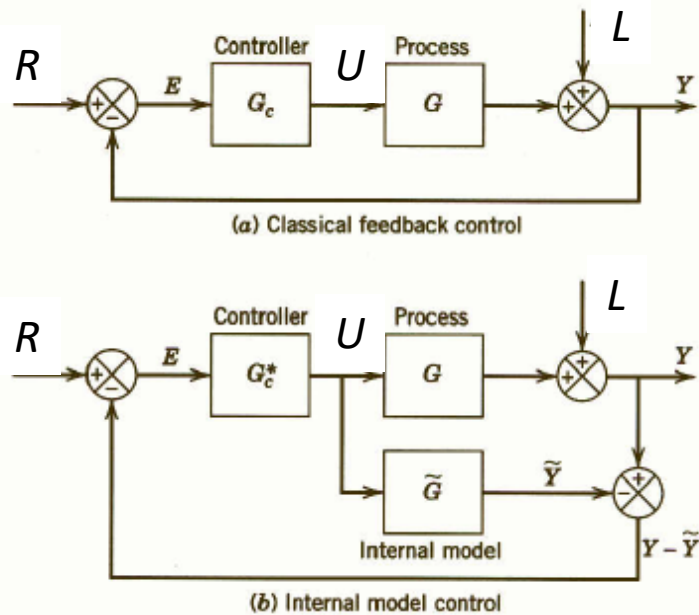 Controller Process L
R U Y
+ − E G_c G + +
(a) Classical feedback control
Controller Process L
R U Y
+ − E G_c^* G + +
G̃ Ỹ − +
Internal model Y − Ỹ
(b) Internal model control